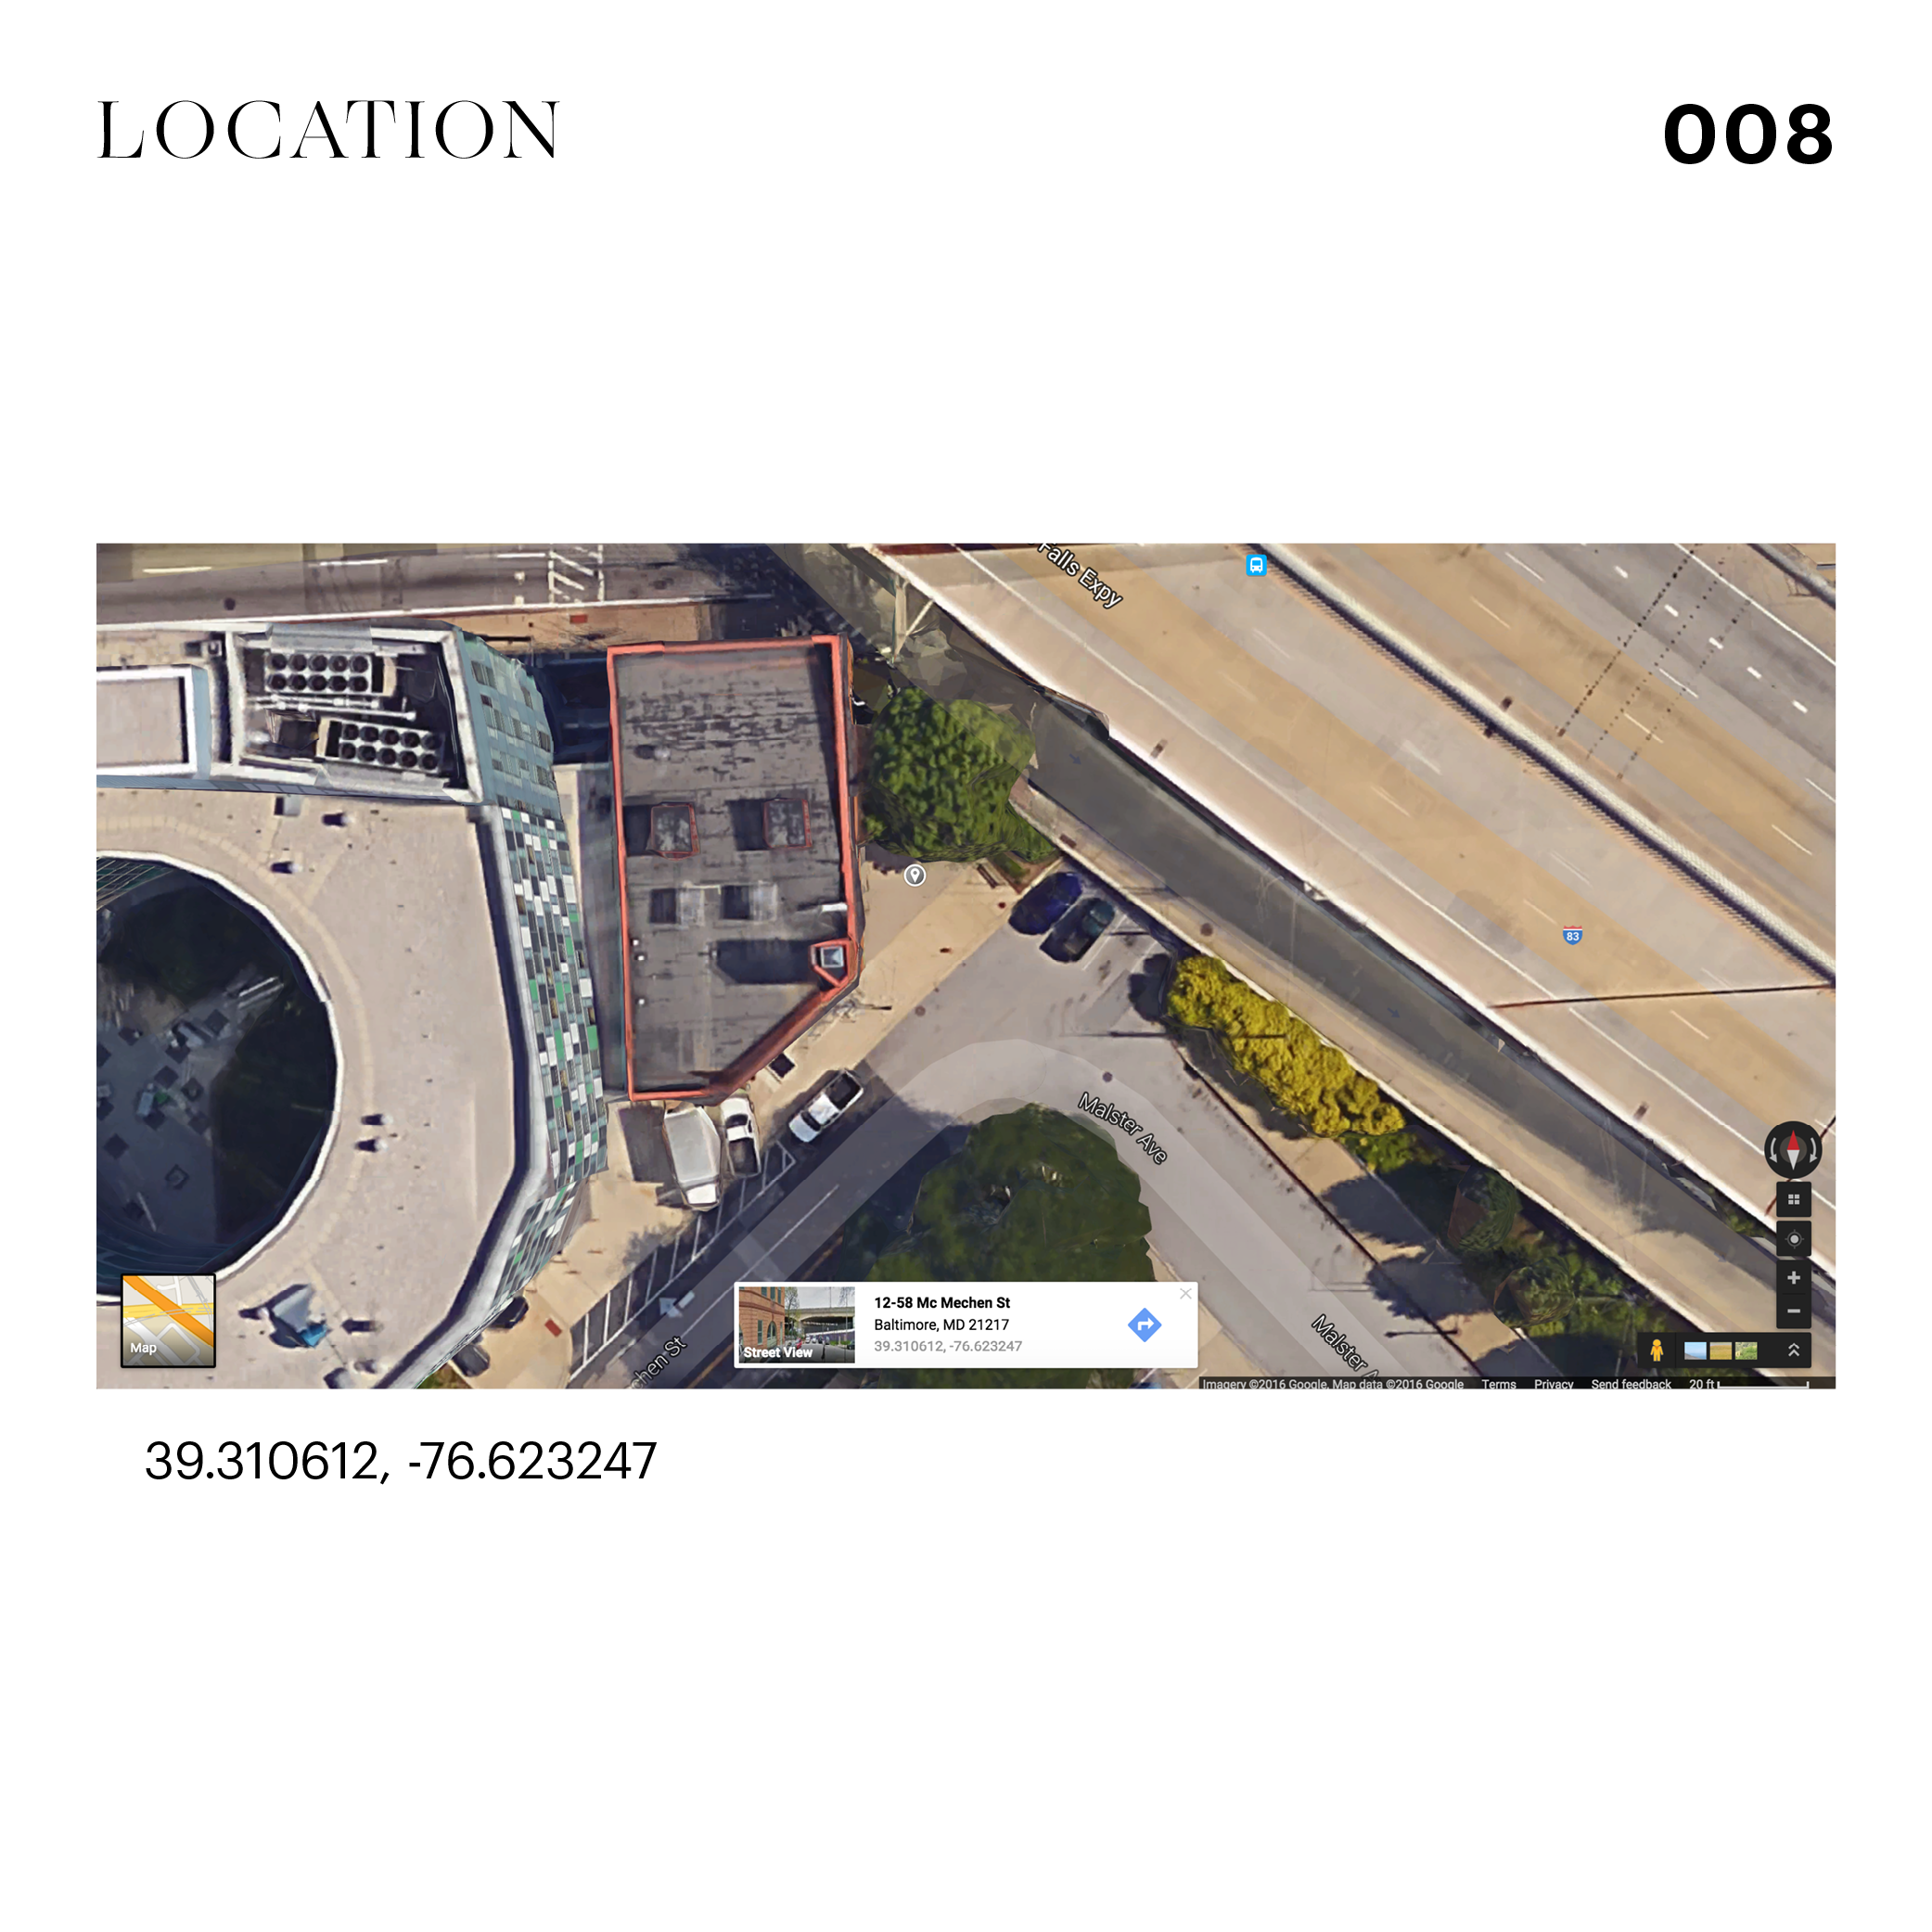 LOCATION
008
Falls Expy
83
Malster Ave
Malster A
chen St
Map
Street View
12-58 Mc Mechen St
Baltimore, MD 21217
39.310612, -76.623247
Imagery ©2016 Google, Map data ©2016 Google Terms Privacy Send feedback 20 ft
39.310612, -76.623247